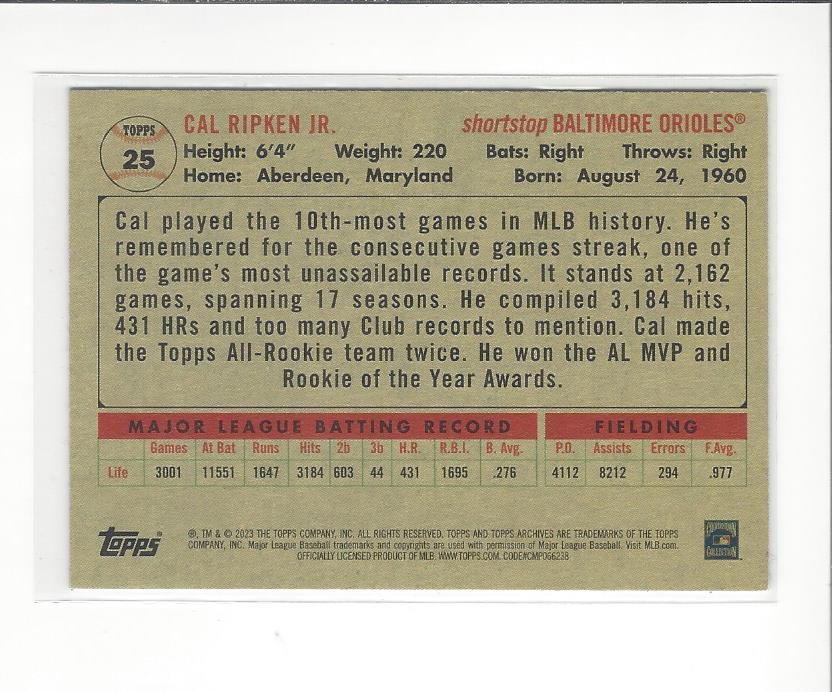 TOPPS
25
CAL RIPKEN JR.
shortstop BALTIMORE ORIOLES®
Height: 6'4" Weight: 220 Bats: Right Throws: Right
Home: Aberdeen, Maryland Born: August 24, 1960
Cal played the 10th-most games in MLB history. He's
remembered for the consecutive games streak, one of
the game's most unassailable records. It stands at 2,162
games, spanning 17 seasons. He compiled 3,184 hits,
431 HRs and too many Club records to mention. Cal made
the Topps All-Rookie team twice. He won the AL MVP and
Rookie of the Year Awards.
MAJOR LEAGUE BATTING RECORD FIELDING
Games At Bat Runs Hits 2b 3b H.R. R.B.I. B. Avg. P.O. Assists Errors F.Avg.
Life 3001 11551 1647 3184 603 44 431 1695 .276 4112 8212 294 .977
Topps®
®, TM & © 2023 THE TOPPS COMPANY, INC. ALL RIGHTS RESERVED. TOPPS AND TOPPS ARCHIVES ARE TRADEMARKS OF THE TOPPS
COMPANY, INC. Major League Baseball trademarks and copyrights are used with permission of Major League Baseball. Visit MLB.com.
OFFICIALLY LICENSED PRODUCT OF MLB. WWW.TOPPS.COM. CODE#CMP066238
COOPERSTOWN
COLLECTION